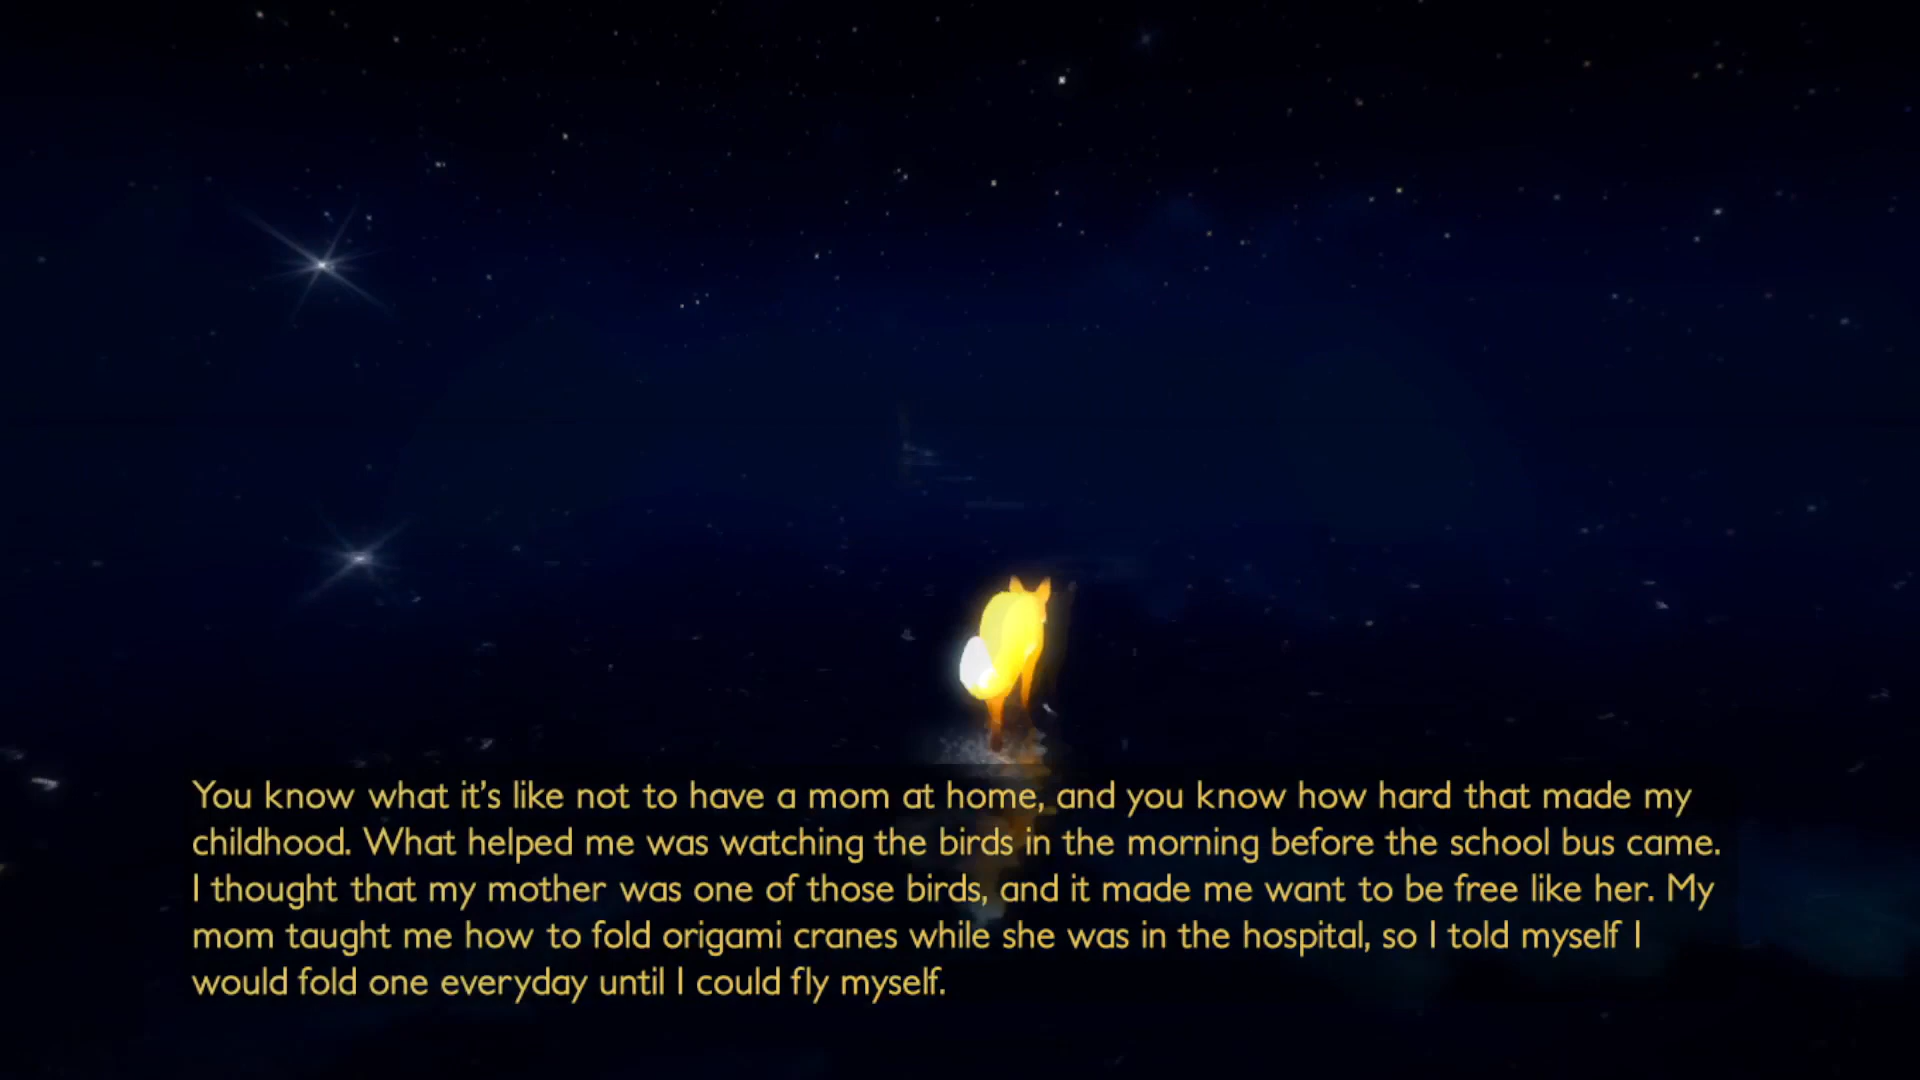 You know what it’s like not to have a mom at home, and you know how hard that made my
childhood. What helped me was watching the birds in the morning before the school bus came.
I thought that my mother was one of those birds, and it made me want to be free like her. My
mom taught me how to fold origami cranes while she was in the hospital, so I told myself I
would fold one everyday until I could fly myself.